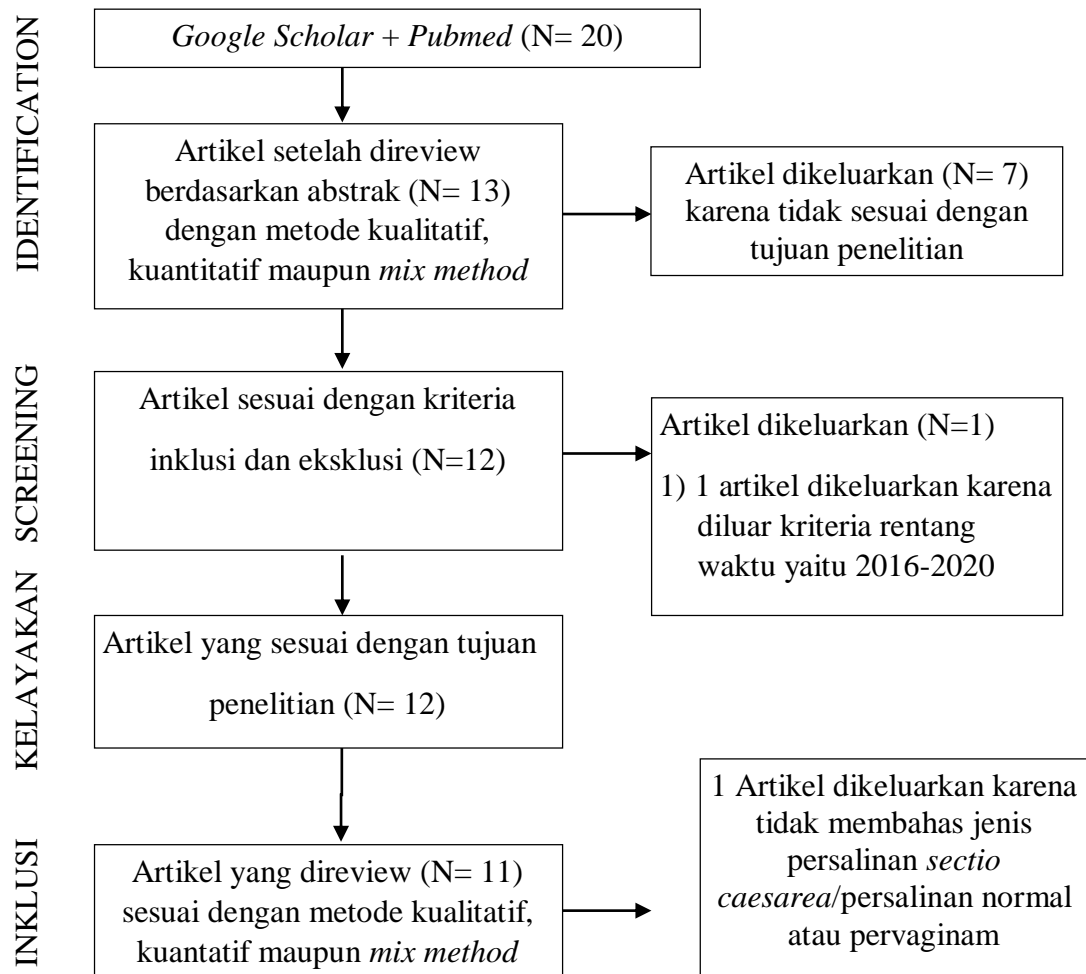 IDENTIFICATION
Google Scholar + Pubmed (N= 20)
Artikel setelah direview
berdasarkan abstrak (N= 13)
dengan metode kualitatif,
kuantitatif maupun mix method
Artikel dikeluarkan (N= 7)
karena tidak sesuai dengan
tujuan penelitian
SCREENING
Artikel sesuai dengan kriteria
inklusi dan eksklusi (N=12)
Artikel dikeluarkan (N=1)
1) 1 artikel dikeluarkan karena
diluar kriteria rentang
waktu yaitu 2016-2020
KELAYAKAN
Artikel yang sesuai dengan tujuan
penelitian (N= 12)
INKLUSI
Artikel yang direview (N= 11)
sesuai dengan metode kualitatif,
kuantatif maupun mix method
1 Artikel dikeluarkan karena
tidak membahas jenis
persalinan sectio
caesarea/persalinan normal
atau pervaginam